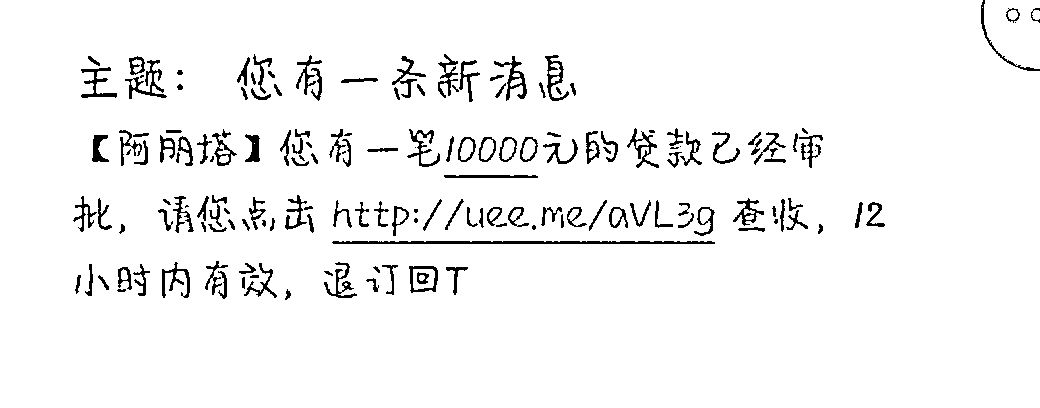 主题： 您有一条新消息
【阿丽塔】您有一笔10000元的贷款已经审
批，请您点击 http://uee.me/aVL3g 查收，12
小时内有效，退订回T